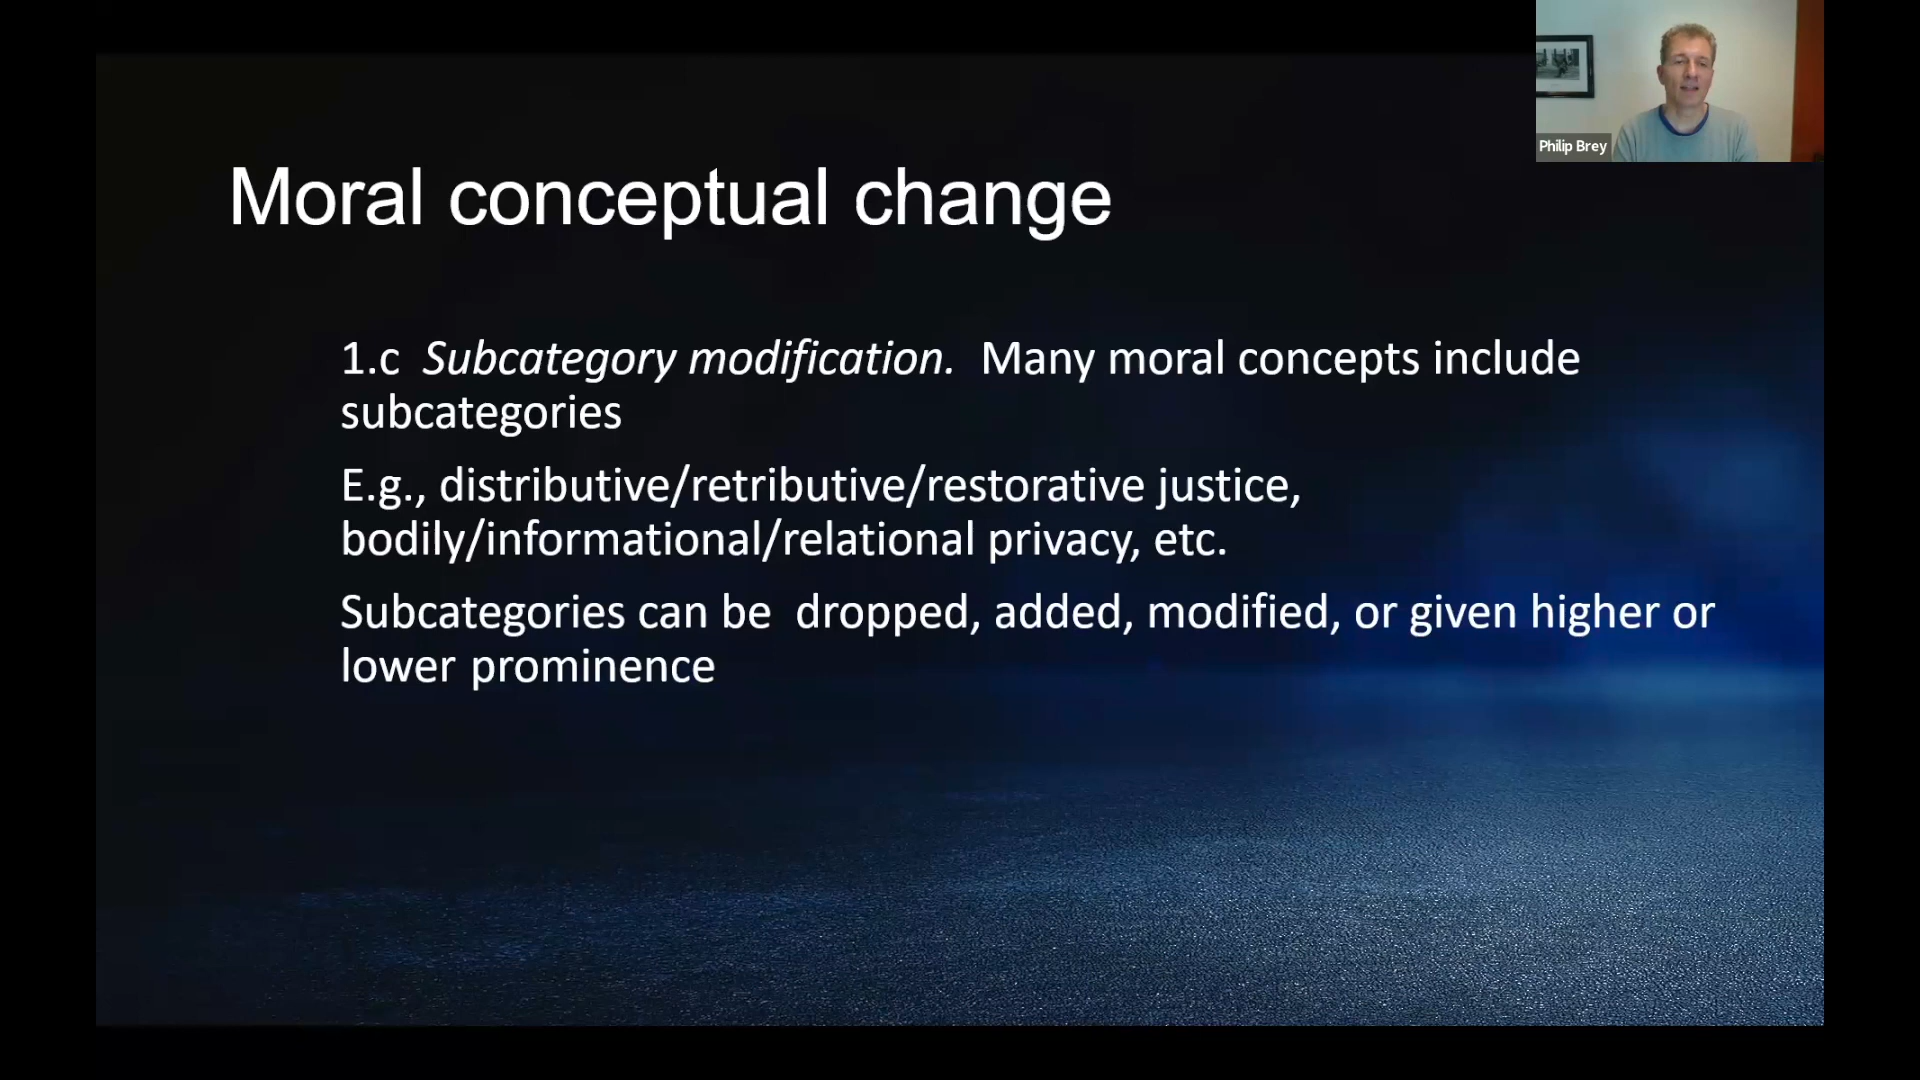 Philip Brey
Moral conceptual change
1.c  Subcategory modification.  Many moral concepts include
subcategories
E.g., distributive/retributive/restorative justice,
bodily/informational/relational privacy, etc.
Subcategories can be  dropped, added, modified, or given higher or
lower prominence